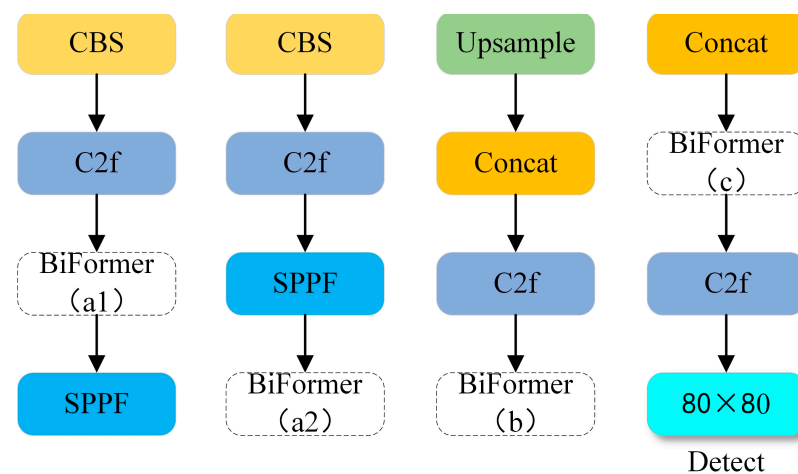 CBS
C2f
BiFormer
（a1）
SPPF
CBS
C2f
SPPF
BiFormer
（a2）
Upsample
Concat
C2f
BiFormer
（b）
Concat
BiFormer
（c）
C2f
80×80
Detect